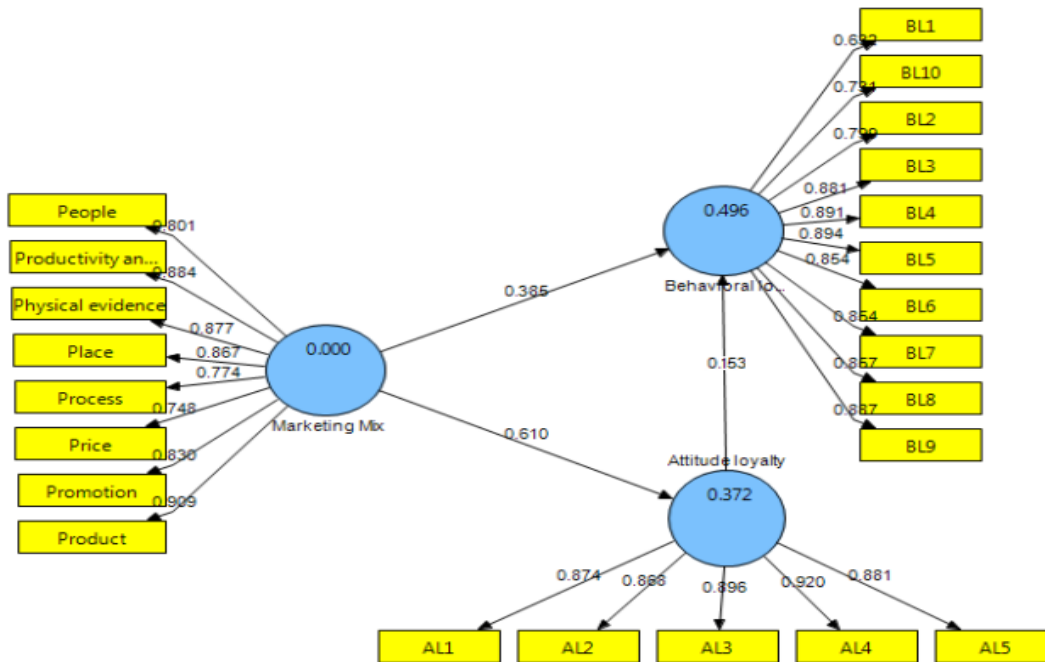 BL1
0.632
BL10
0.731
BL2
0.799
BL3
0.881
People
0.801
0.496
0.891
BL4
0.894
BL5
Productivity an...
0.884
0.854
Behavioral lo...
BL6
Physical evidence
0.385
0.854
0.877
Place
0.867
0.000
BL7
0.774
0.153
0.857
Process
BL8
0.748
Marketing Mix
0.887
Price
0.610
BL9
0.830
Attitude loyalty
Promotion
0.372
0.909
Product
0.874
0.868
0.896
0.920
0.881
AL1
AL2
AL3
AL4
AL5